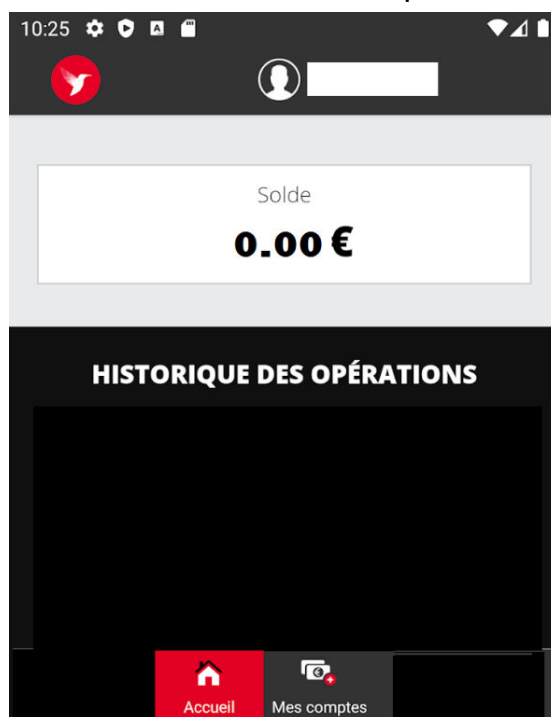 10:25
Solde
0.00 €
HISTORIQUE DES OPÉRATIONS
Accueil
Mes comptes